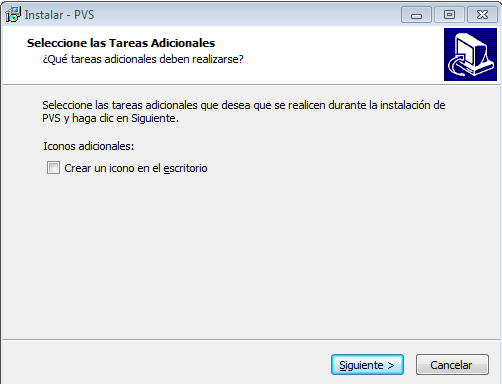 Instalar - PVS
Seleccione las Tareas Adicionales
¿Qué tareas adicionales deben realizarse?
Seleccione las tareas adicionales que desea que se realicen durante la instalación de
PVS y haga clic en Siguiente.
Iconos adicionales:
Crear un icono en el escritorio
Siguiente >
Cancelar